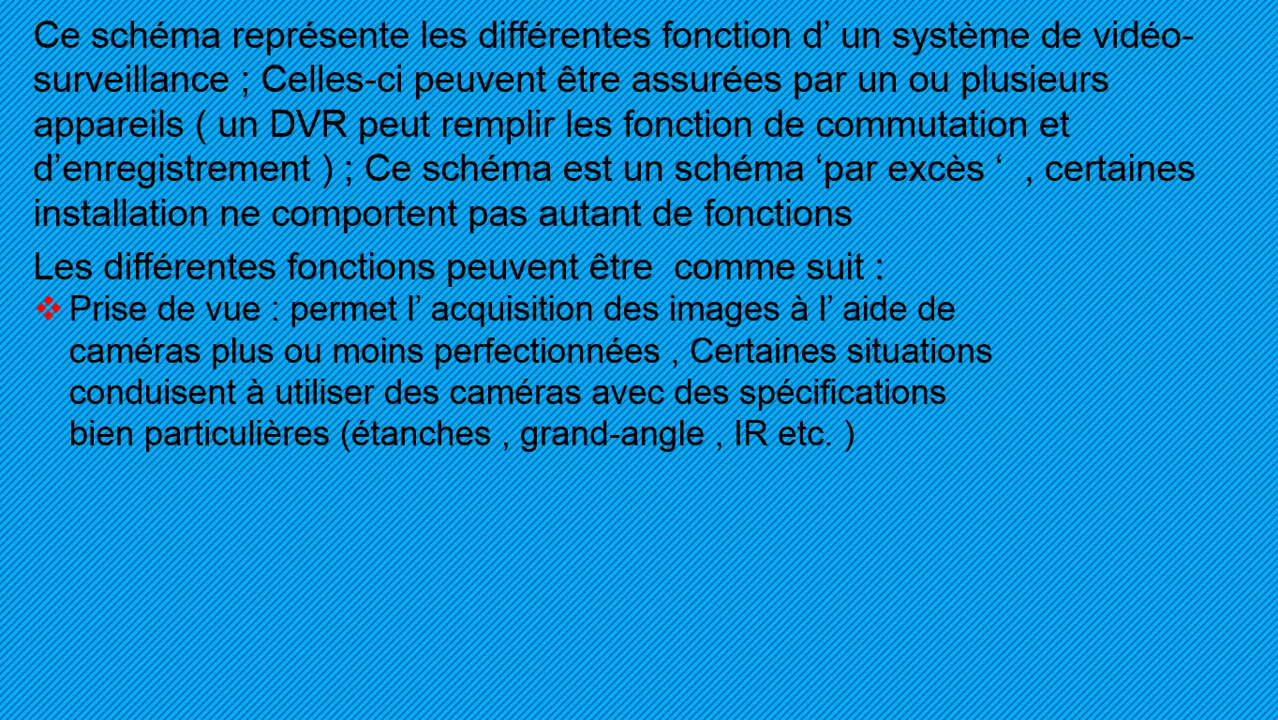 Ce schéma représente les différentes fonction d’ un système de vidéo-
surveillance ; Celles-ci peuvent être assurées par un ou plusieurs
appareils ( un DVR peut remplir les fonction de commutation et
d’enregistrement ) ; Ce schéma est un schéma ‘par excès ‘  , certaines
installation ne comportent pas autant de fonctions
Les différentes fonctions peuvent être  comme suit :
❖ Prise de vue : permet l’ acquisition des images à l’ aide de
caméras plus ou moins perfectionnées , Certaines situations
conduisent à utiliser des caméras avec des spécifications
bien particulières (étanches , grand-angle , IR etc. )